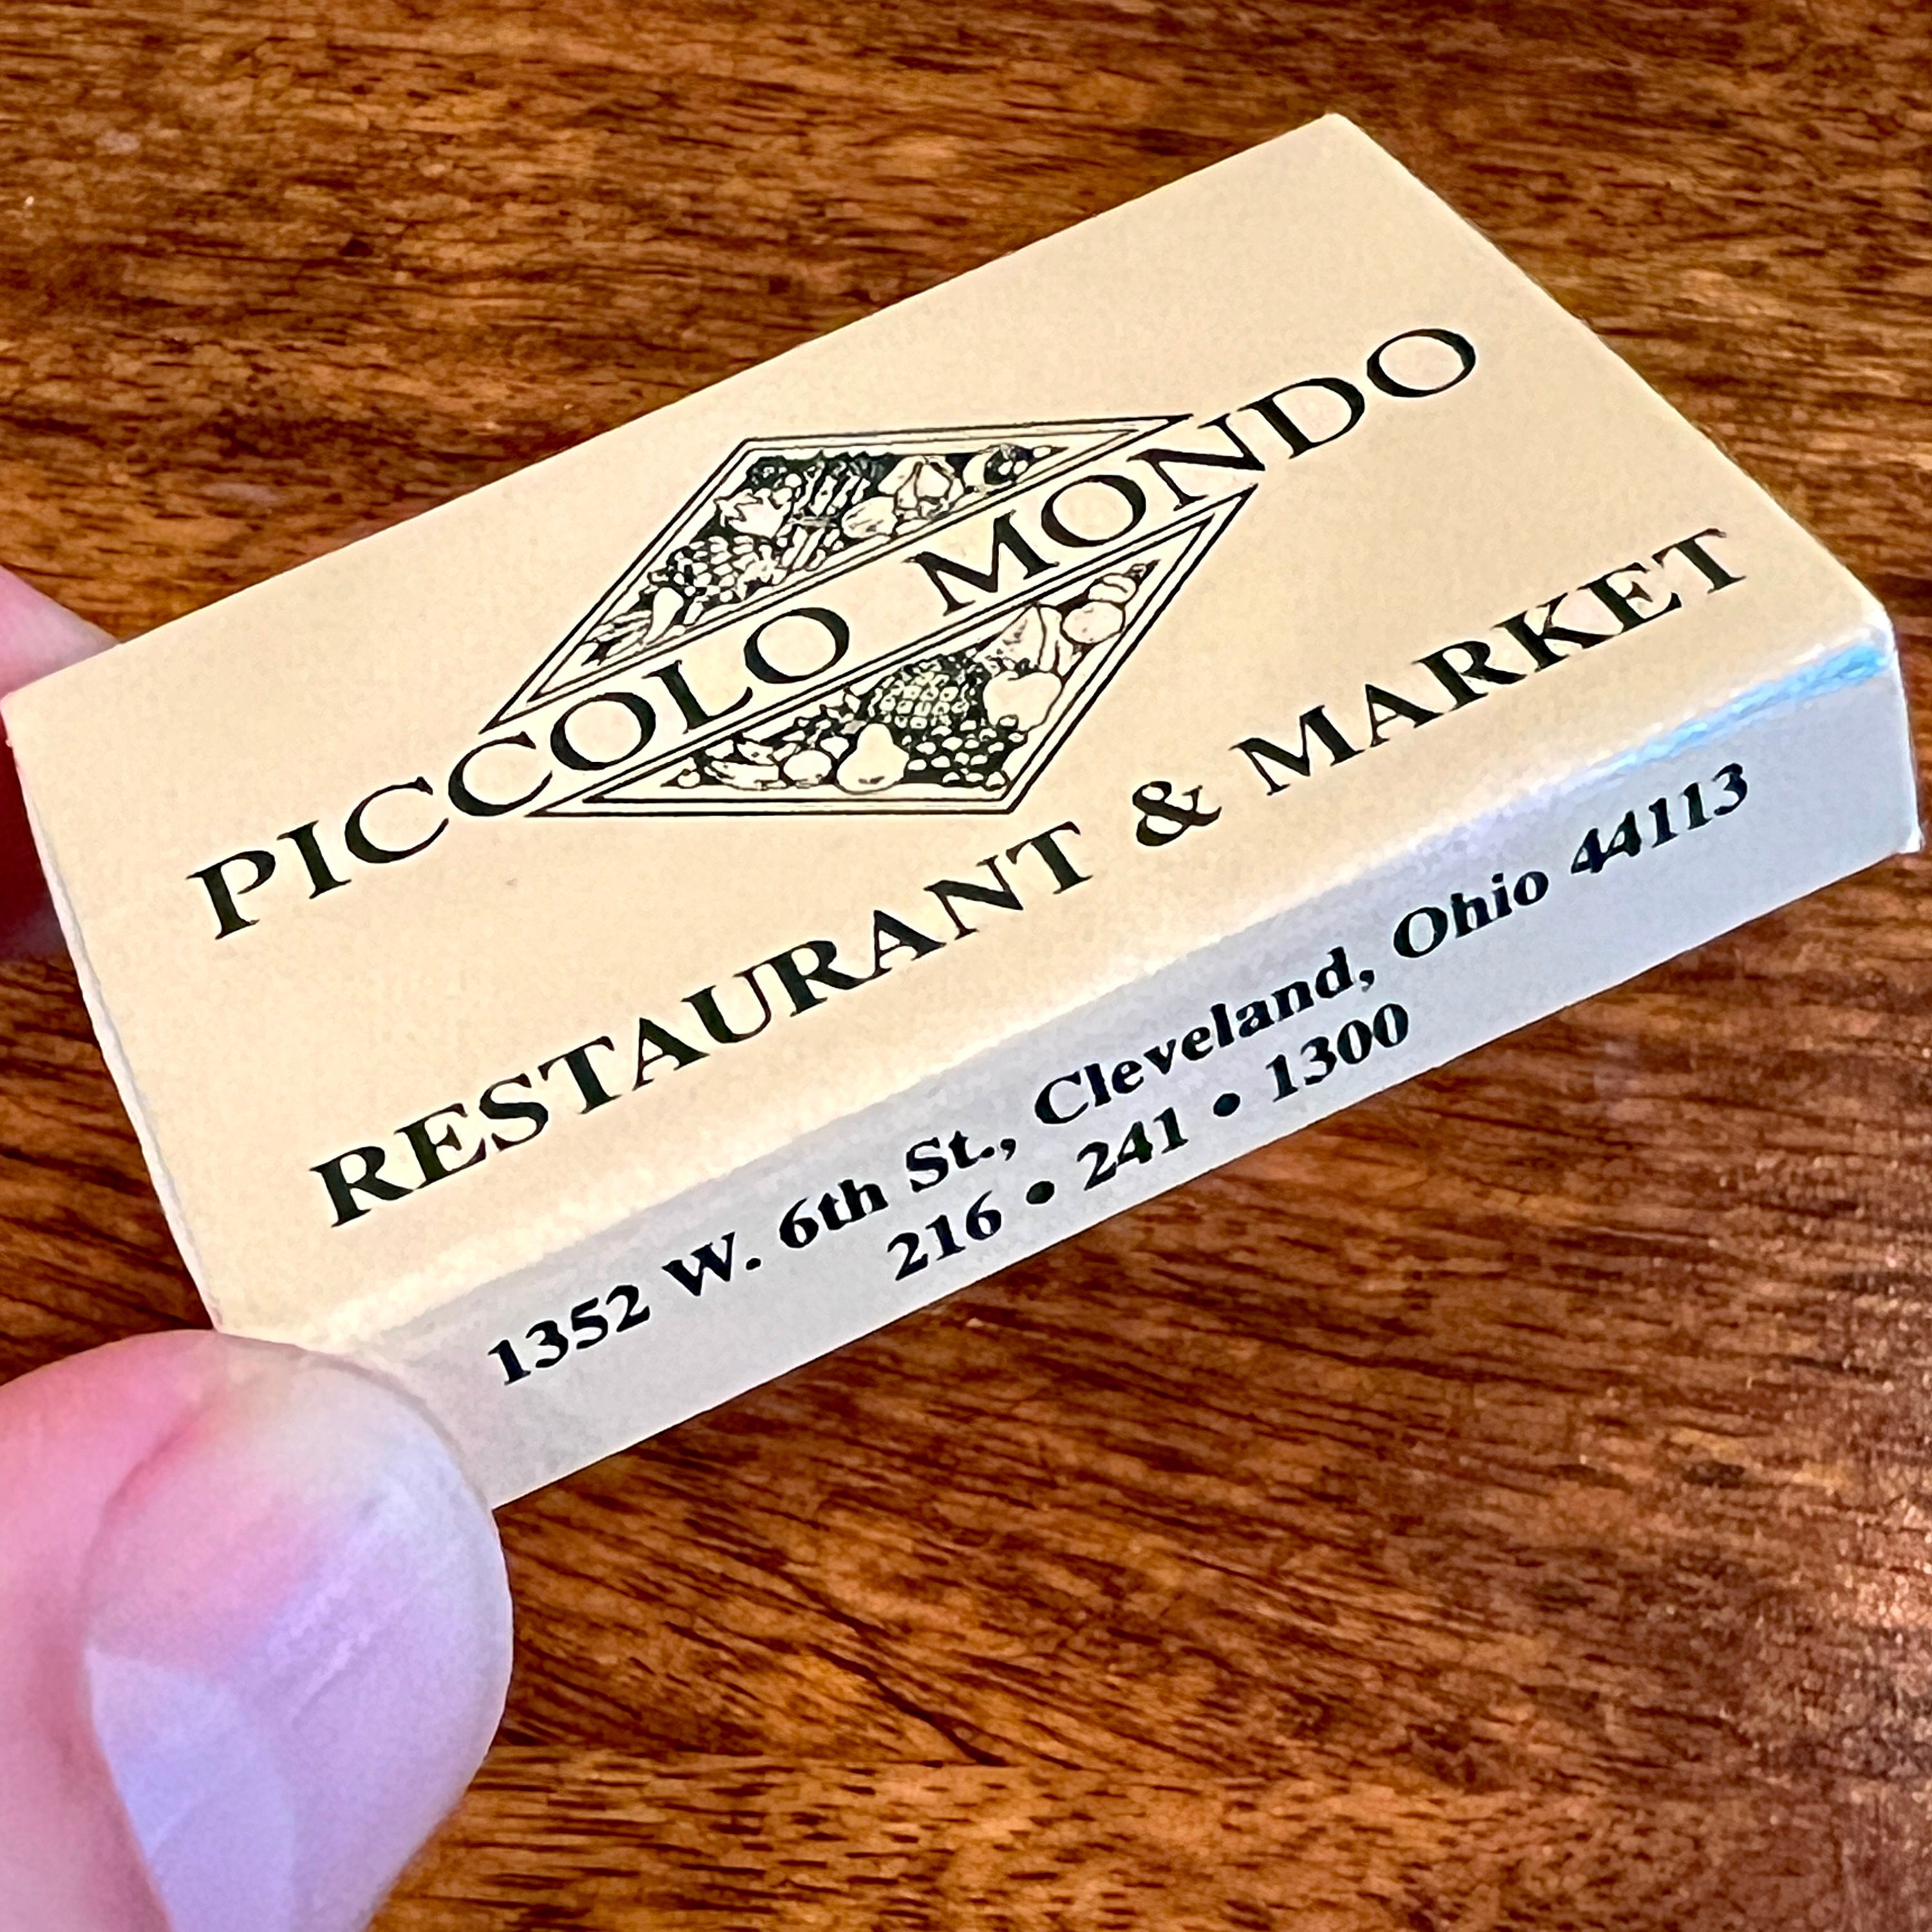 PICCOLO MONDO
RESTAURANT & MARKET
1352 W. 6th St., Cleveland, Ohio 44113
216 • 241 • 1300